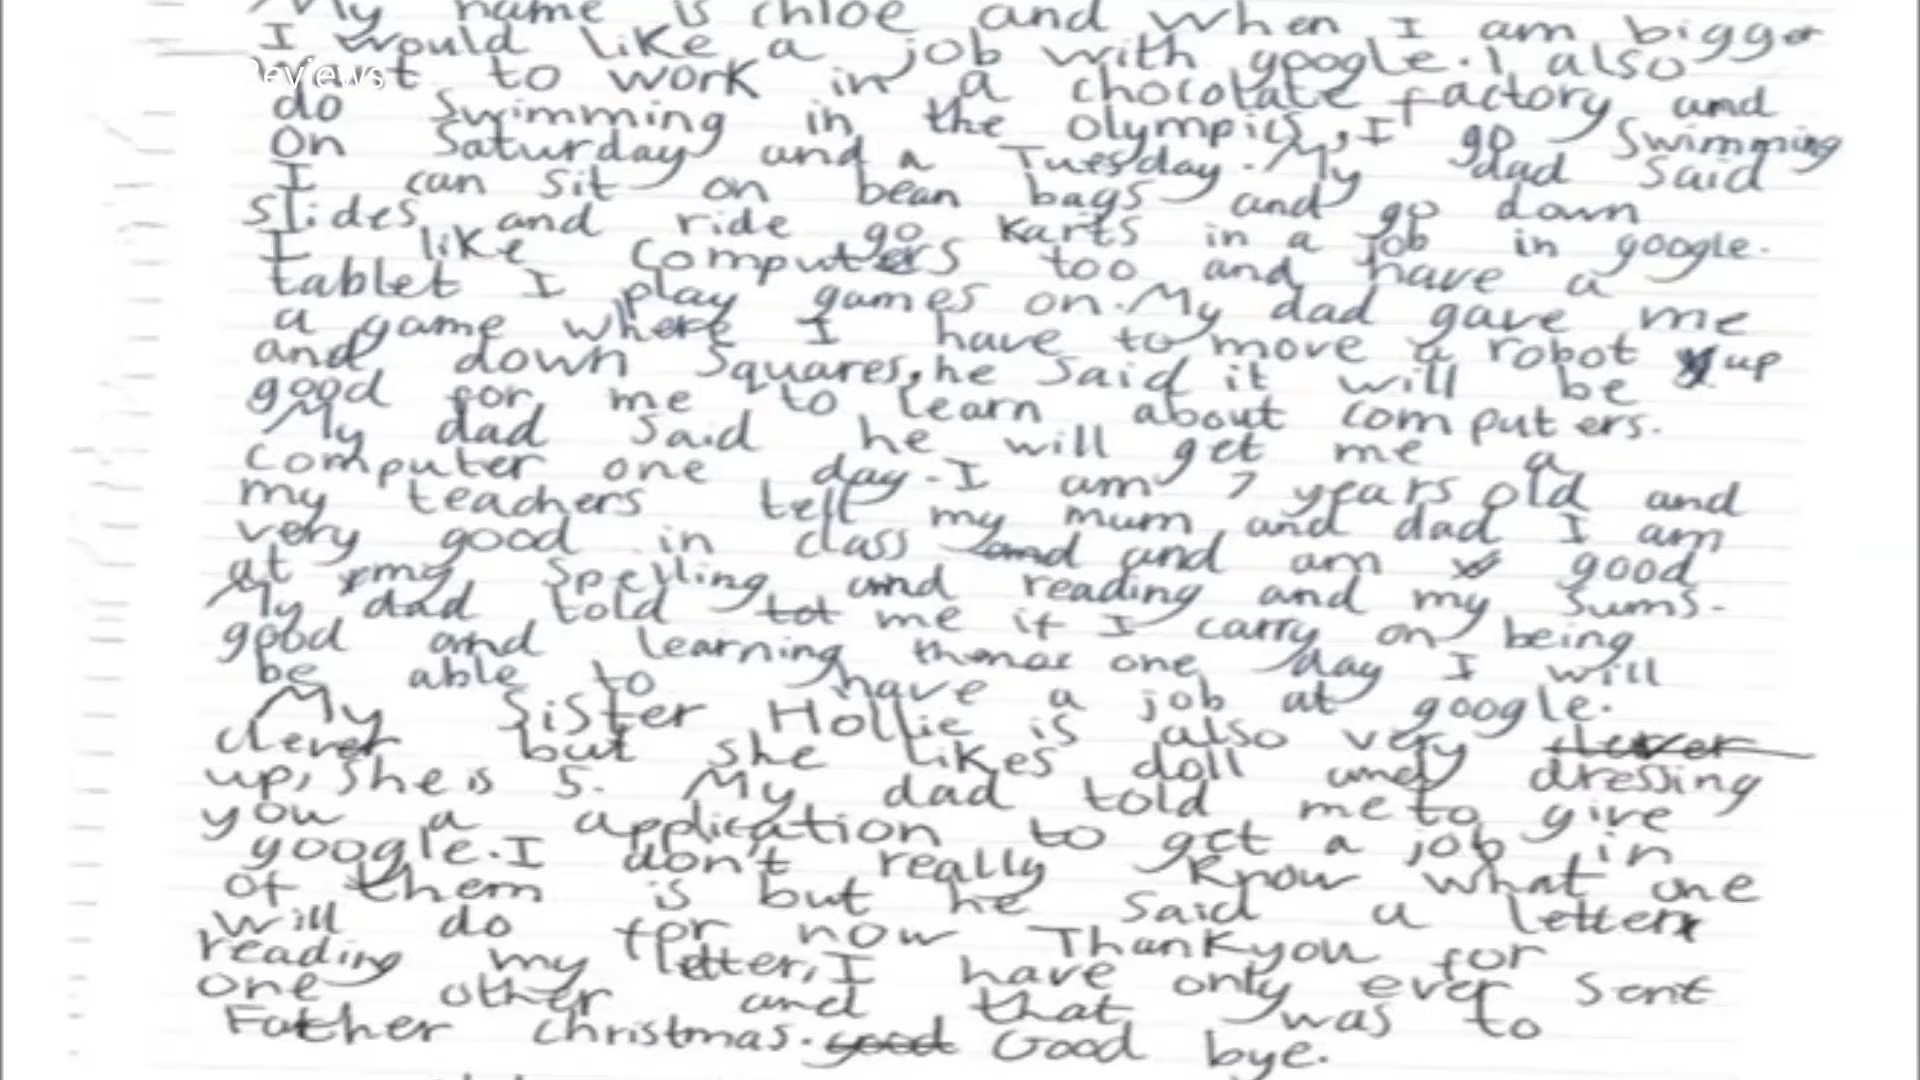 My name is chloe and when I am bigger
I would like a job with google. I also
Reviews to work in a chocolate factory and
do Swimming in the Olympics, I go Swimming
On Saturday and a Tuesday. My dad said
I can sit on bean bags and go down
slides and ride go karts in a job in google.
I like computers too and have a
tablet I play games on. My dad gave me
a game where I have to move a robot up
and down Squares, he said it will be
good for me to learn about computers.
My dad said he will get me a
computer one day. I am 7 years old and
my teachers tell my mum and dad I am
very good in class and and am good
at my spelling and reading and my sums.
My dad told tot me if I carry on being
good and learning one day I will
be able to have a job at google.
My Sister Hollie is also very clever
clever but she likes doll and dressing
up, she is 5. My dad told me to give
you a application to get a job in
google. I don't really know what one
of them is but he said a letter
will do for now Thankyou for
reading my letter, I have only ever sent
one other and that was to
Father christmas. good Good bye.